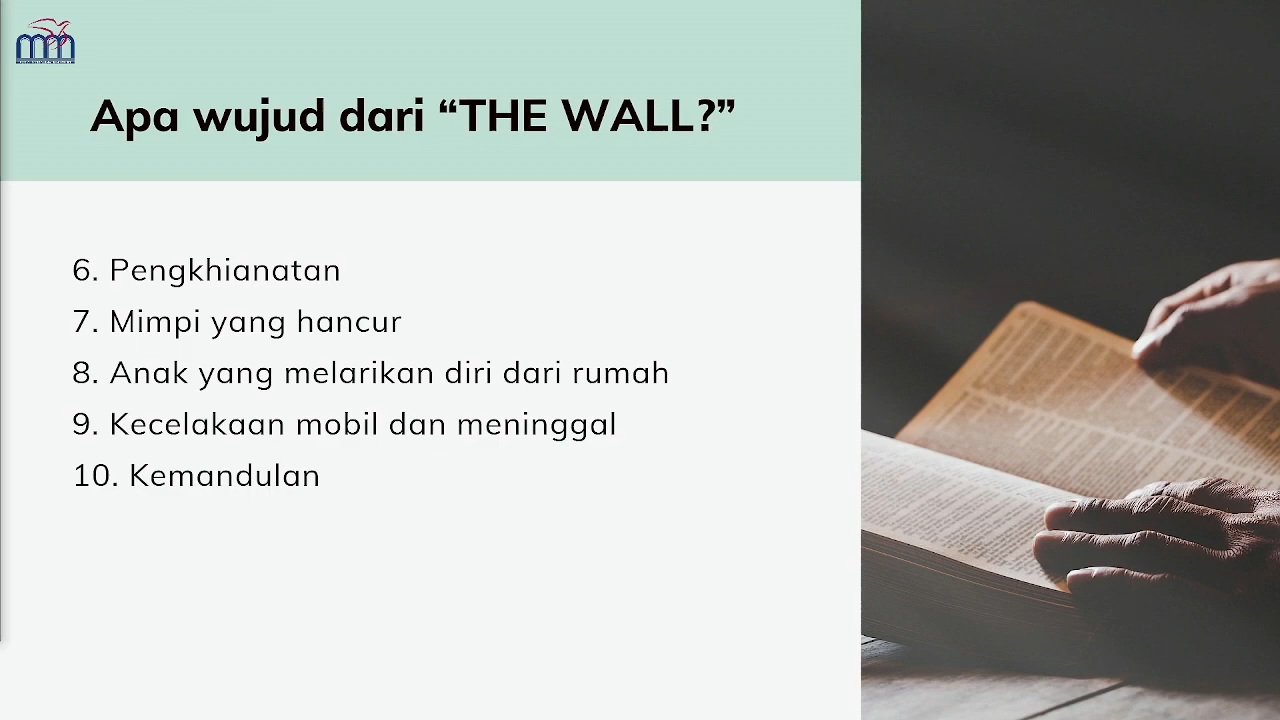 Apa wujud dari “THE WALL?”
6. Pengkhianatan
7. Mimpi yang hancur
8. Anak yang melarikan diri dari rumah
9. Kecelakaan mobil dan meninggal
10. Kemandulan